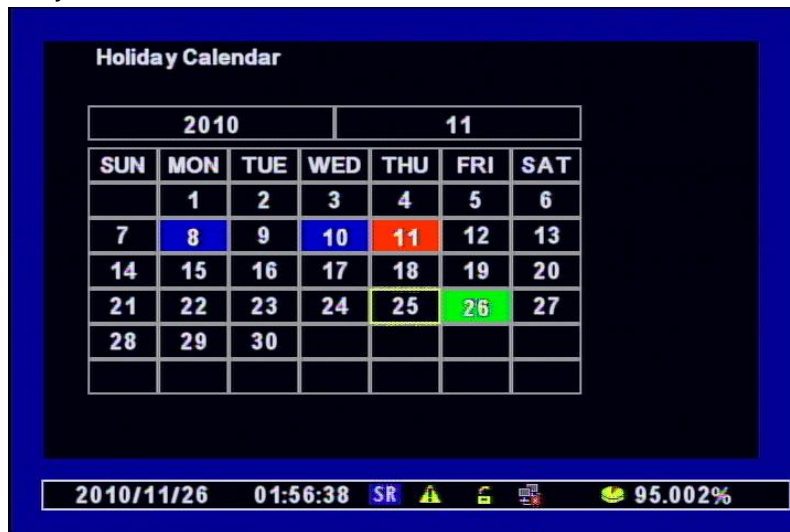 Holiday Calendar
2010 11
SUN MON TUE WED THU FRI SAT
1 2 3 4 5 6
7 8 9 10 11 12 13
14 15 16 17 18 19 20
21 22 23 24 25 26 27
28 29 30
2010/11/26 01:56:38 SR 95.002%